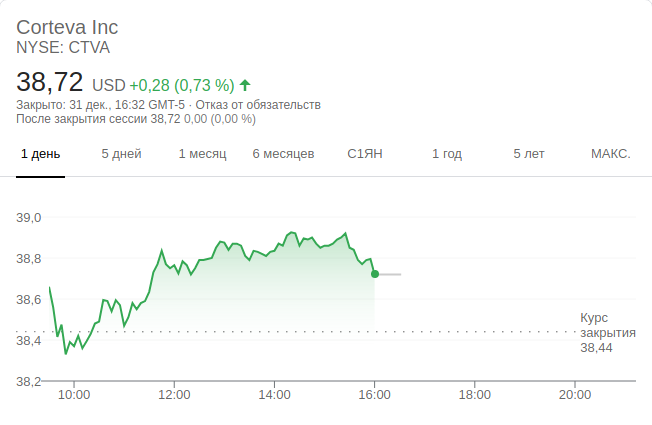 Corteva Inc
NYSE: CTVA
38,72 USD +0,28 (0,73 %)
Закрыто: 31 дек., 16:32 GMT-5 · Отказ от обязательств
После закрытия сессии 38,72 0,00 (0,00 %)
1 день 5 дней 1 месяц 6 месяцев С1ЯН 1 год 5 лет МАКС.
39,0
38,8
38,6
Курс
закрытия
38,44
38,4
38,2
10:00 12:00 14:00 16:00 18:00 20:00